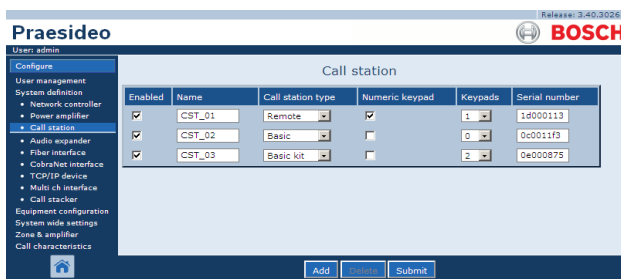 Release: 3.40.3026
Praesideo
BOSCH
User: admin
Configure
User management
System definition
• Network controller
• Power amplifier
• Call station
• Audio expander
• Fiber interface
• CobraNet interface
• TCP/IP device
• Multi ch interface
• Call stacker
Equipment configuration
System wide settings
Zone & amplifier
Call characteristics
Call station
Enabled Name Call station type Numeric keypad Keypads Serial number
CST_01 Remote 1 1d000113
CST_02 Basic 0 0c0011f3
CST_03 Basic kit 2 0e000875
Add Delete Submit